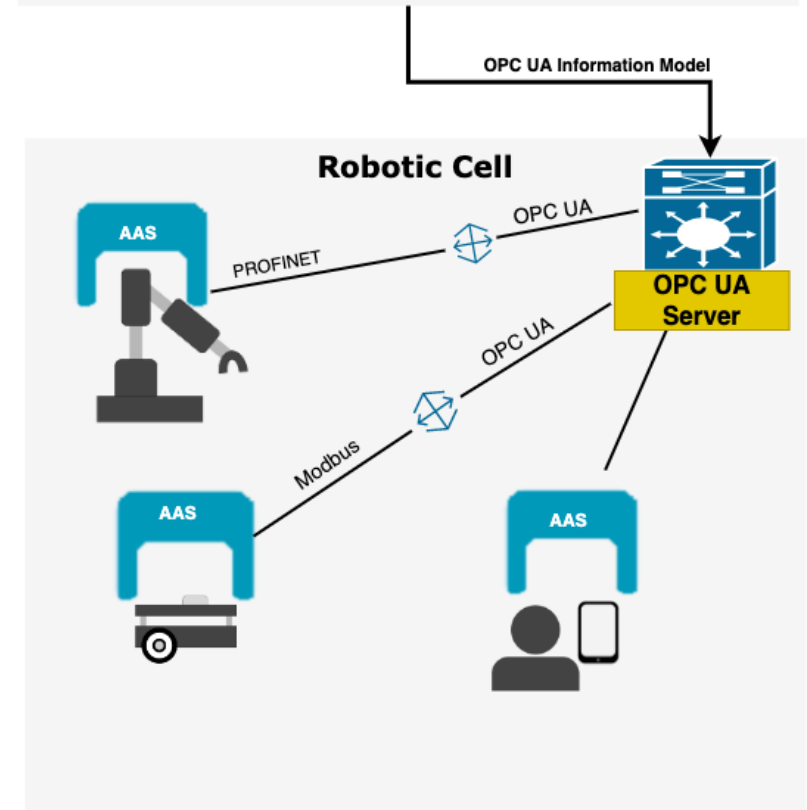 OPC UA Information Model
Robotic Cell
AAS
PROFINET
OPC UA
OPC UA
Server
OPC UA
Modbus
AAS
AAS